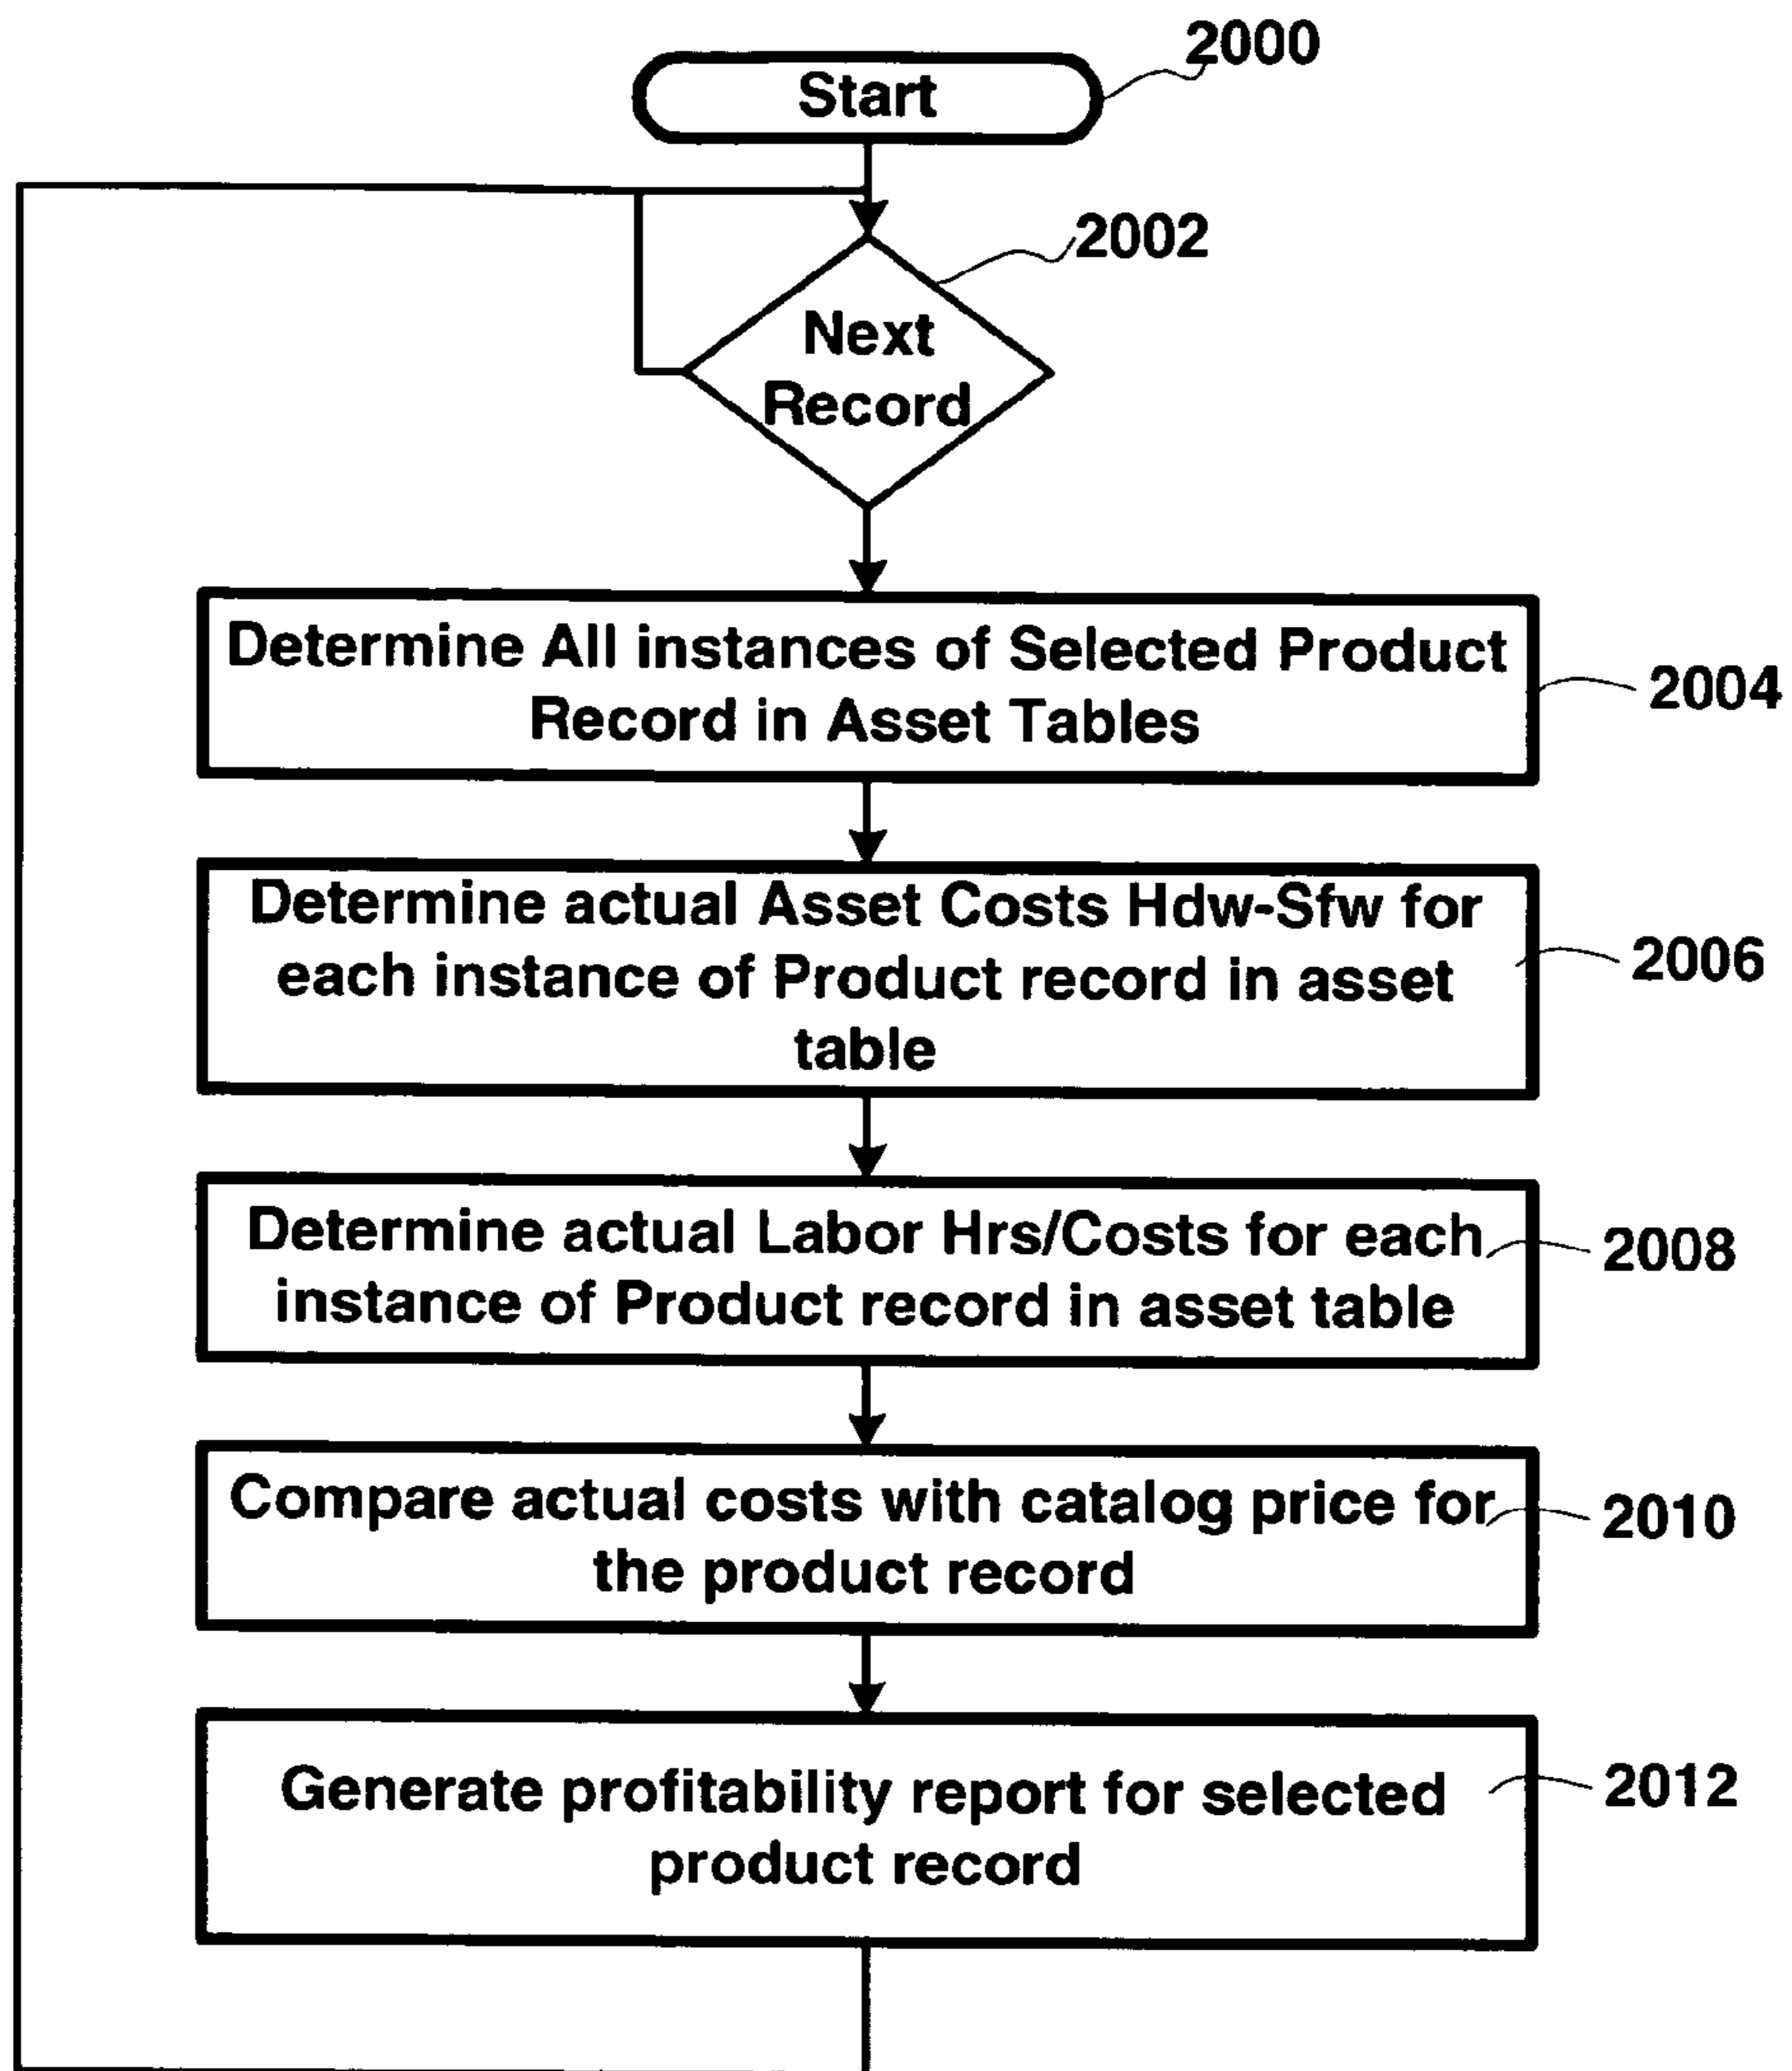 2000
Start
2002
Next
Record
Determine All instances of Selected Product
Record in Asset Tables
2004
Determine actual Asset Costs Hdw-Sfw for
each instance of Product record in asset
table
2006
Determine actual Labor Hrs/Costs for each
instance of Product record in asset table
2008
Compare actual costs with catalog price for
the product record
2010
Generate profitability report for selected
product record
2012